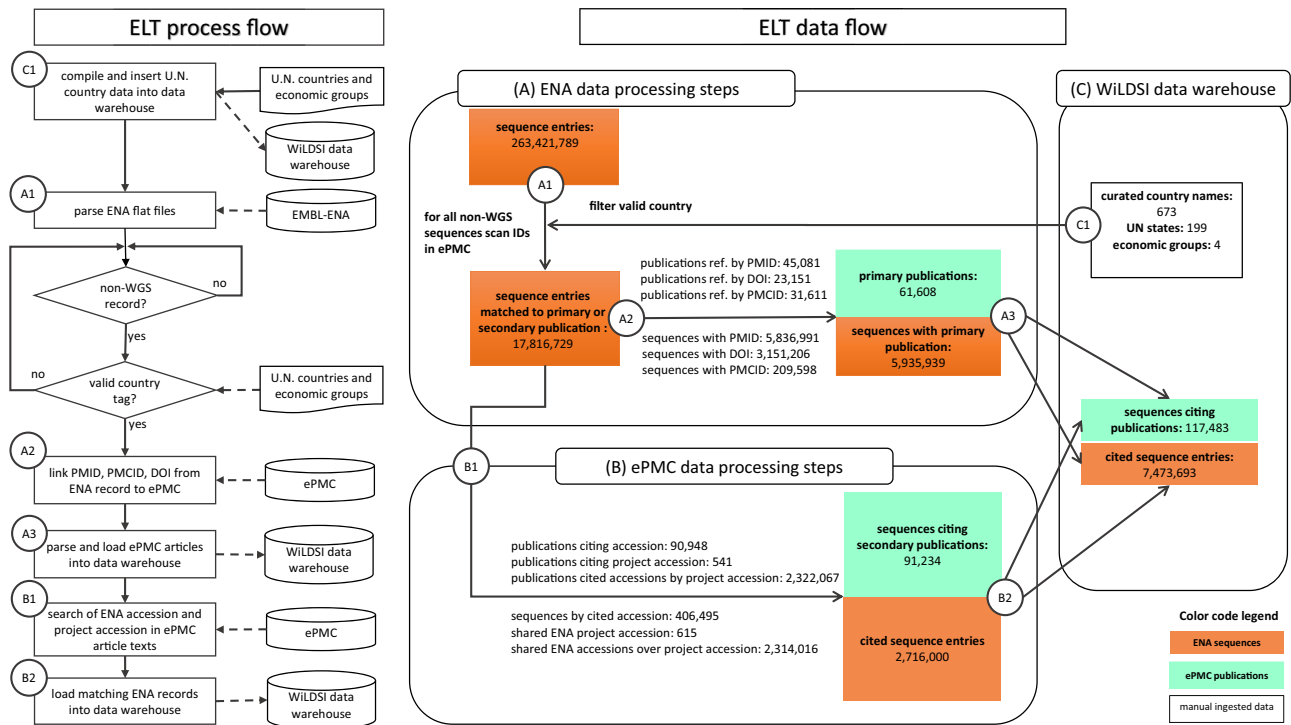 ELT process flow
C1
compile and insert U.N.
country data into data
warehouse
U.N. countries and
economic groups
WiLDSI data
warehouse
A1
parse ENA flat files
EMBL-ENA
non-WGS
record?
no
yes
no
valid country
tag?
U.N. countries and
economic groups
yes
A2
link PMID, PMCID, DOI from
ENA record to ePMC
ePMC
A3
parse and load ePMC articles
into data warehouse
WiLDSI data
warehouse
B1
search of ENA accession and
project accession in ePMC
article texts
ePMC
B2
load matching ENA records
into data warehouse
WiLDSI data
warehouse
ELT data flow
(A) ENA data processing steps
sequence entries:
263,421,789
A1
for all non-WGS
sequences scan IDs
in ePMC
filter valid country
sequence entries
matched to primary or
secondary publication :
17,816,729
A2
publications ref. by PMID: 45,081
publications ref. by DOI: 23,151
publications ref. by PMCID: 31,611
sequences with PMID: 5,836,991
sequences with DOI: 3,151,206
sequences with PMCID: 209,598
primary publications:
61,608
sequences with primary
publication:
5,935,939
A3
B1
(B) ePMC data processing steps
publications citing accession: 90,948
publications citing project accession: 541
publications cited accessions by project accession: 2,322,067
sequences by cited accession: 406,495
shared ENA project accession: 615
shared ENA accessions over project accession: 2,314,016
sequences citing
secondary publications:
91,234
cited sequence entries
2,716,000
B2
(C) WiLDSI data warehouse
C1
curated country names:
673
UN states: 199
economic groups: 4
sequences citing
publications: 117,483
cited sequence entries:
7,473,693
Color code legend
ENA sequences
ePMC publications
manual ingested data